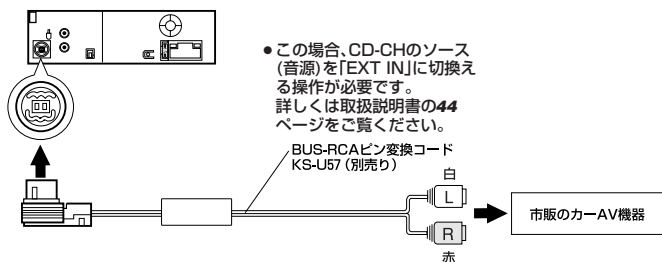 ●この場合、CD-CHのソース
(音源)を「EXT IN」に切換え
る操作が必要です。
詳しくは取扱説明書の44
ページをご覧ください。
BUS-RCAピン変換コード
KS-U57(別売り)
白
L
R
赤
市販のカーAV機器